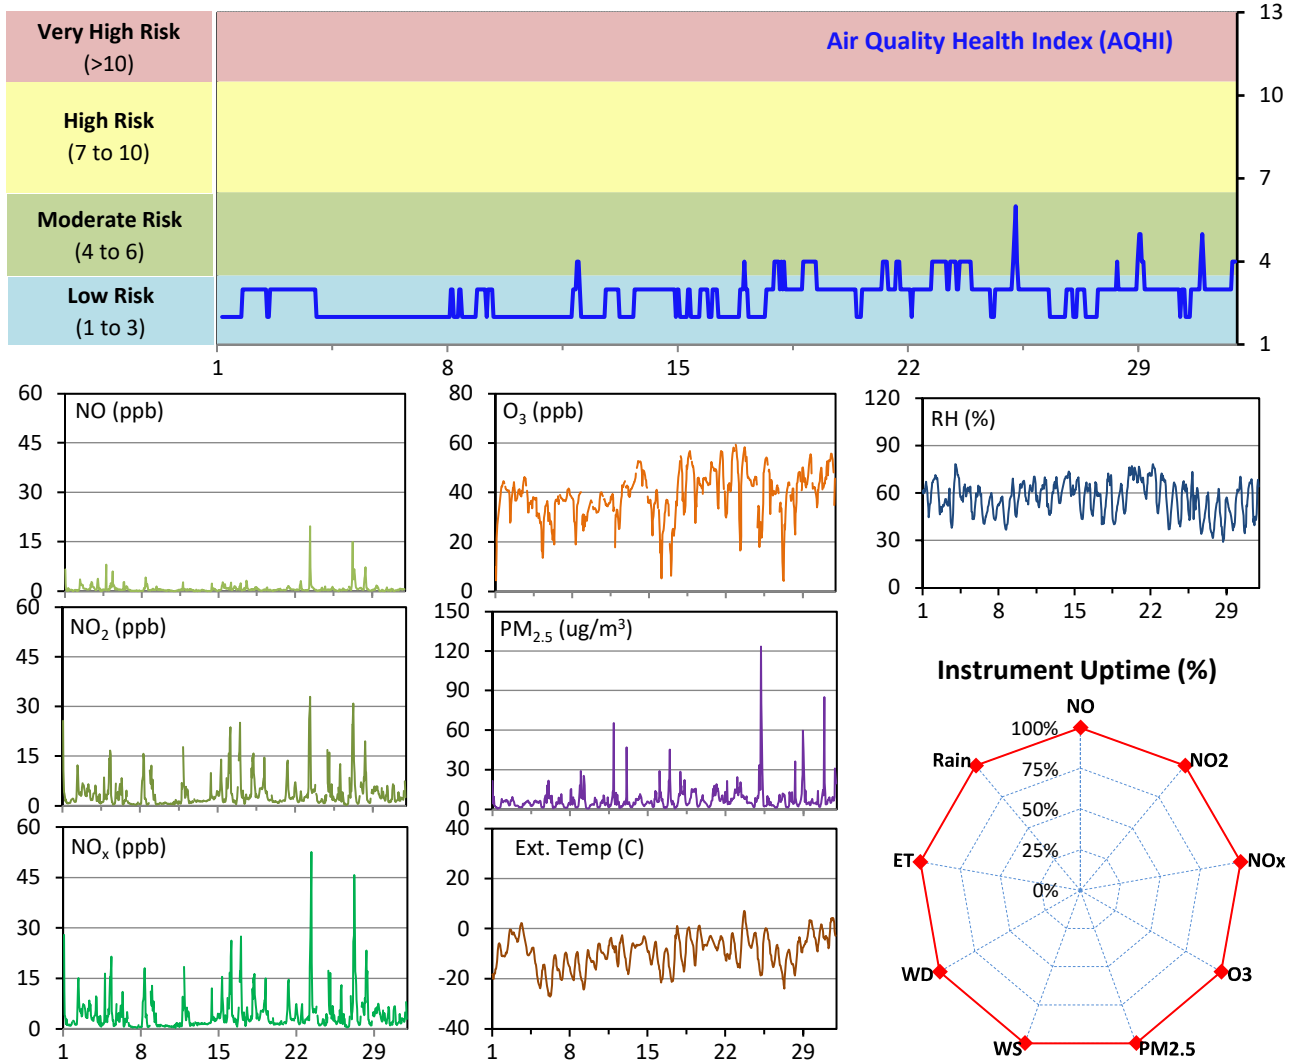 Very High Risk
(>10)
High Risk
(7 to 10)
Moderate Risk
(4 to 6)
Low Risk
(1 to 3)
Air Quality Health Index (AQHI)
13
10
7
4
1
1 8 15 22 29
NO (ppb)
60
45
30
15
0
O3 (ppb)
80
60
40
20
0
RH (%)
120
90
60
30
0
1 8 15 22 29
NO2 (ppb)
60
45
30
15
0
PM2.5 (ug/m³)
150
120
90
60
30
0
NOx (ppb)
60
45
30
15
0
1 8 15 22 29
Ext. Temp (C)
40
20
0
-20
-40
1 8 15 22 29
Instrument Uptime (%)
NO
NO2
NOx
O3
PM2.5
WS
WD
ET
Rain
100%
75%
50%
25%
0%